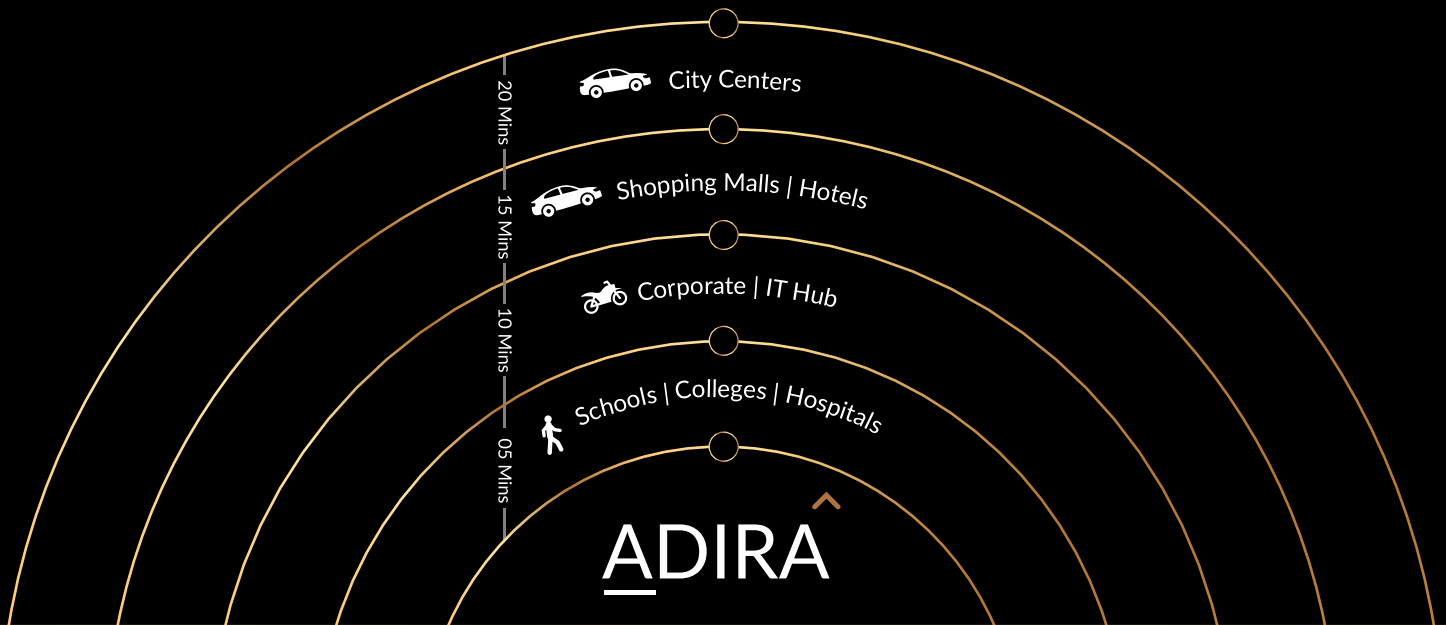 City Centers
20 Mins
Shopping Malls | Hotels
15 Mins
Corporate | IT Hub
10 Mins
Schools | Colleges | Hospitals
05 Mins
ADIRA